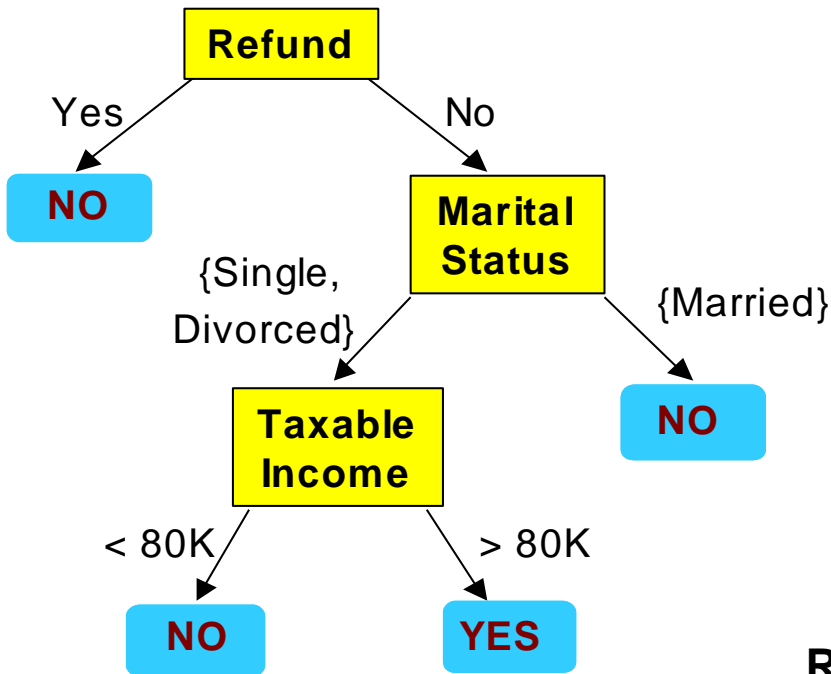 Refund
Yes
No
NO
Marital
Status
{Single,
Divorced}
{Married}
Taxable
Income
NO
< 80K
> 80K
NO
YES
R